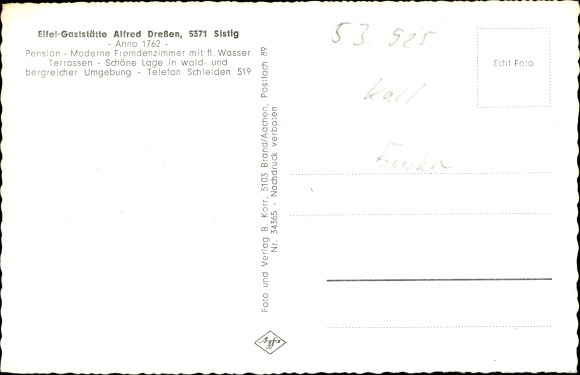 Eifel-Gaststätte Alfred Dreßen, 5371 Sistig
- Anno 1762 -
Pension - Moderne Fremdenzimmer mit fl. Wasser
Terrassen - Schöne Lage in wald- und
bergreicher Umgebung - Telefon Schleiden 519
Foto und Verlag B. Korr, 5103 Brand/Aachen, Postfach 89
Nr. 34365 - Nachdruck verboten
Agfa
53 925
Kall
Echt Foto